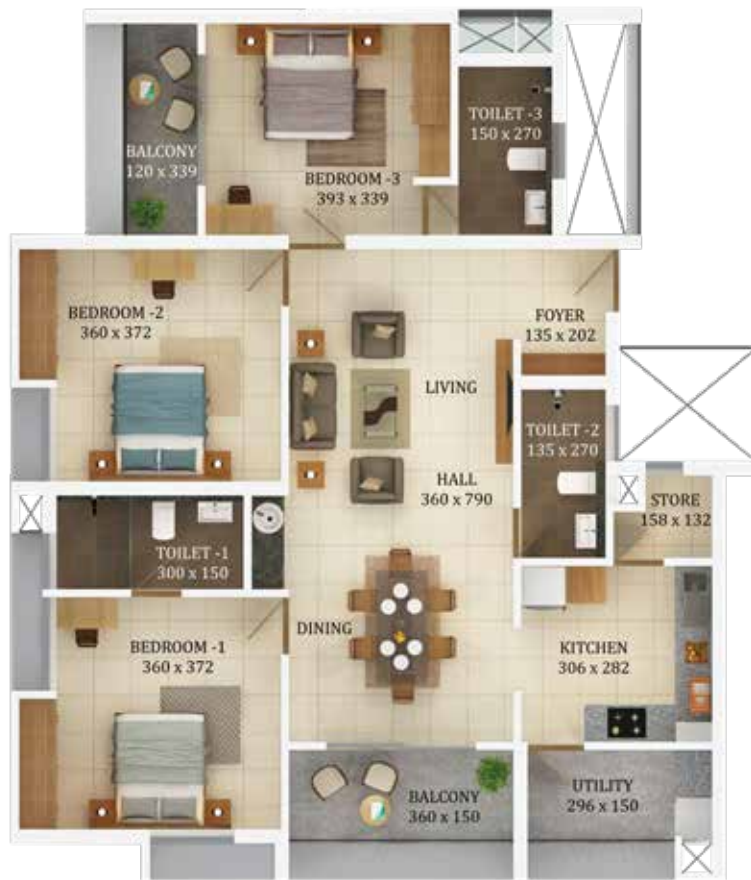 TOILET -3
150 x 270
BALCONY
120 x 339
BEDROOM -3
393 x 339
BEDROOM -2
360 x 372
FOYER
135 x 202
LIVING
TOILET -2
135 x 270
HALL
360 x 790
STORE
158 x 132
TOILET -1
300 x 150
DINING
BEDROOM -1
360 x 372
KITCHEN
306 x 282
BALCONY
360 x 150
UTILITY
296 x 150